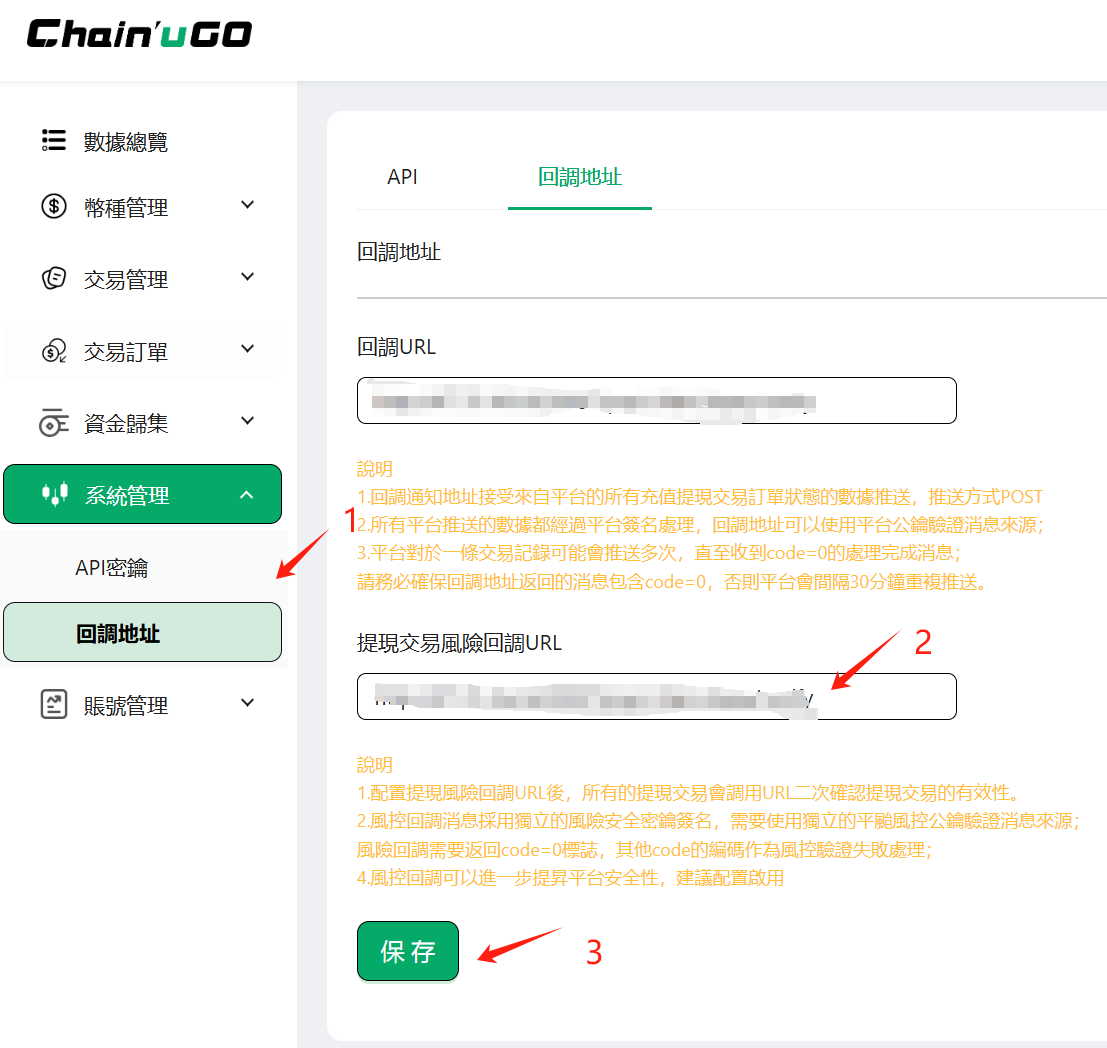 Chain'uGO
數據總覽
幣種管理
交易管理
交易訂單
資金歸集
系統管理
API密鑰
回調地址
賬號管理
API
回調地址
回調地址
回調URL
說明
1.回調通知地址接受來自平台的所有充值提現交易訂單狀態的數據推送，推送方式POST
2.所有平台推送的數據都經過平台簽名處理，回調地址可以使用平台公鑰驗證消息來源；
3.平台對於一條交易記錄可能會推送多次，直至收到code=0的處理完成消息；
請務必確保回調地址返回的消息包含code=0，否則平台會間隔30分鐘重複推送。
提現交易風險回調URL
說明
1.配置提現風險回調URL後，所有的提現交易會調用URL二次確認提現交易的有效性。
2.風控回調消息採用獨立的風險安全密鑰簽名，需要使用獨立的平颱風控公鑰驗證消息來源；
風險回調需要返回code=0標誌，其他code的編碼作為風控驗證失敗處理；
4.風控回調可以進一步提昇平台安全性，建議配置啟用
保存
1
2
3